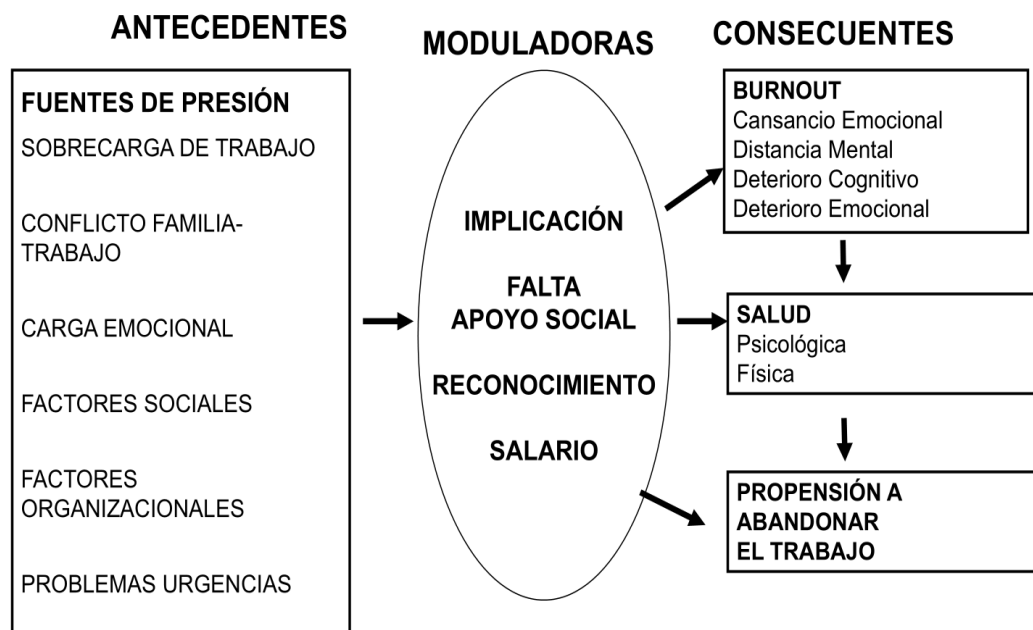 ANTECEDENTES
FUENTES DE PRESIÓN
SOBRECARGA DE TRABAJO
CONFLICTO FAMILIA-
TRABAJO
CARGA EMOCIONAL
FACTORES SOCIALES
FACTORES
ORGANIZACIONALES
PROBLEMAS URGENCIAS
MODULADORAS
IMPLICACIÓN
FALTA
APOYO SOCIAL
RECONOCIMIENTO
SALARIO
CONSECUENTES
BURNOUT
Cansancio Emocional
Distancia Mental
Deterioro Cognitivo
Deterioro Emocional
SALUD
Psicológica
Física
PROPENSIÓN A
ABANDONAR
EL TRABAJO